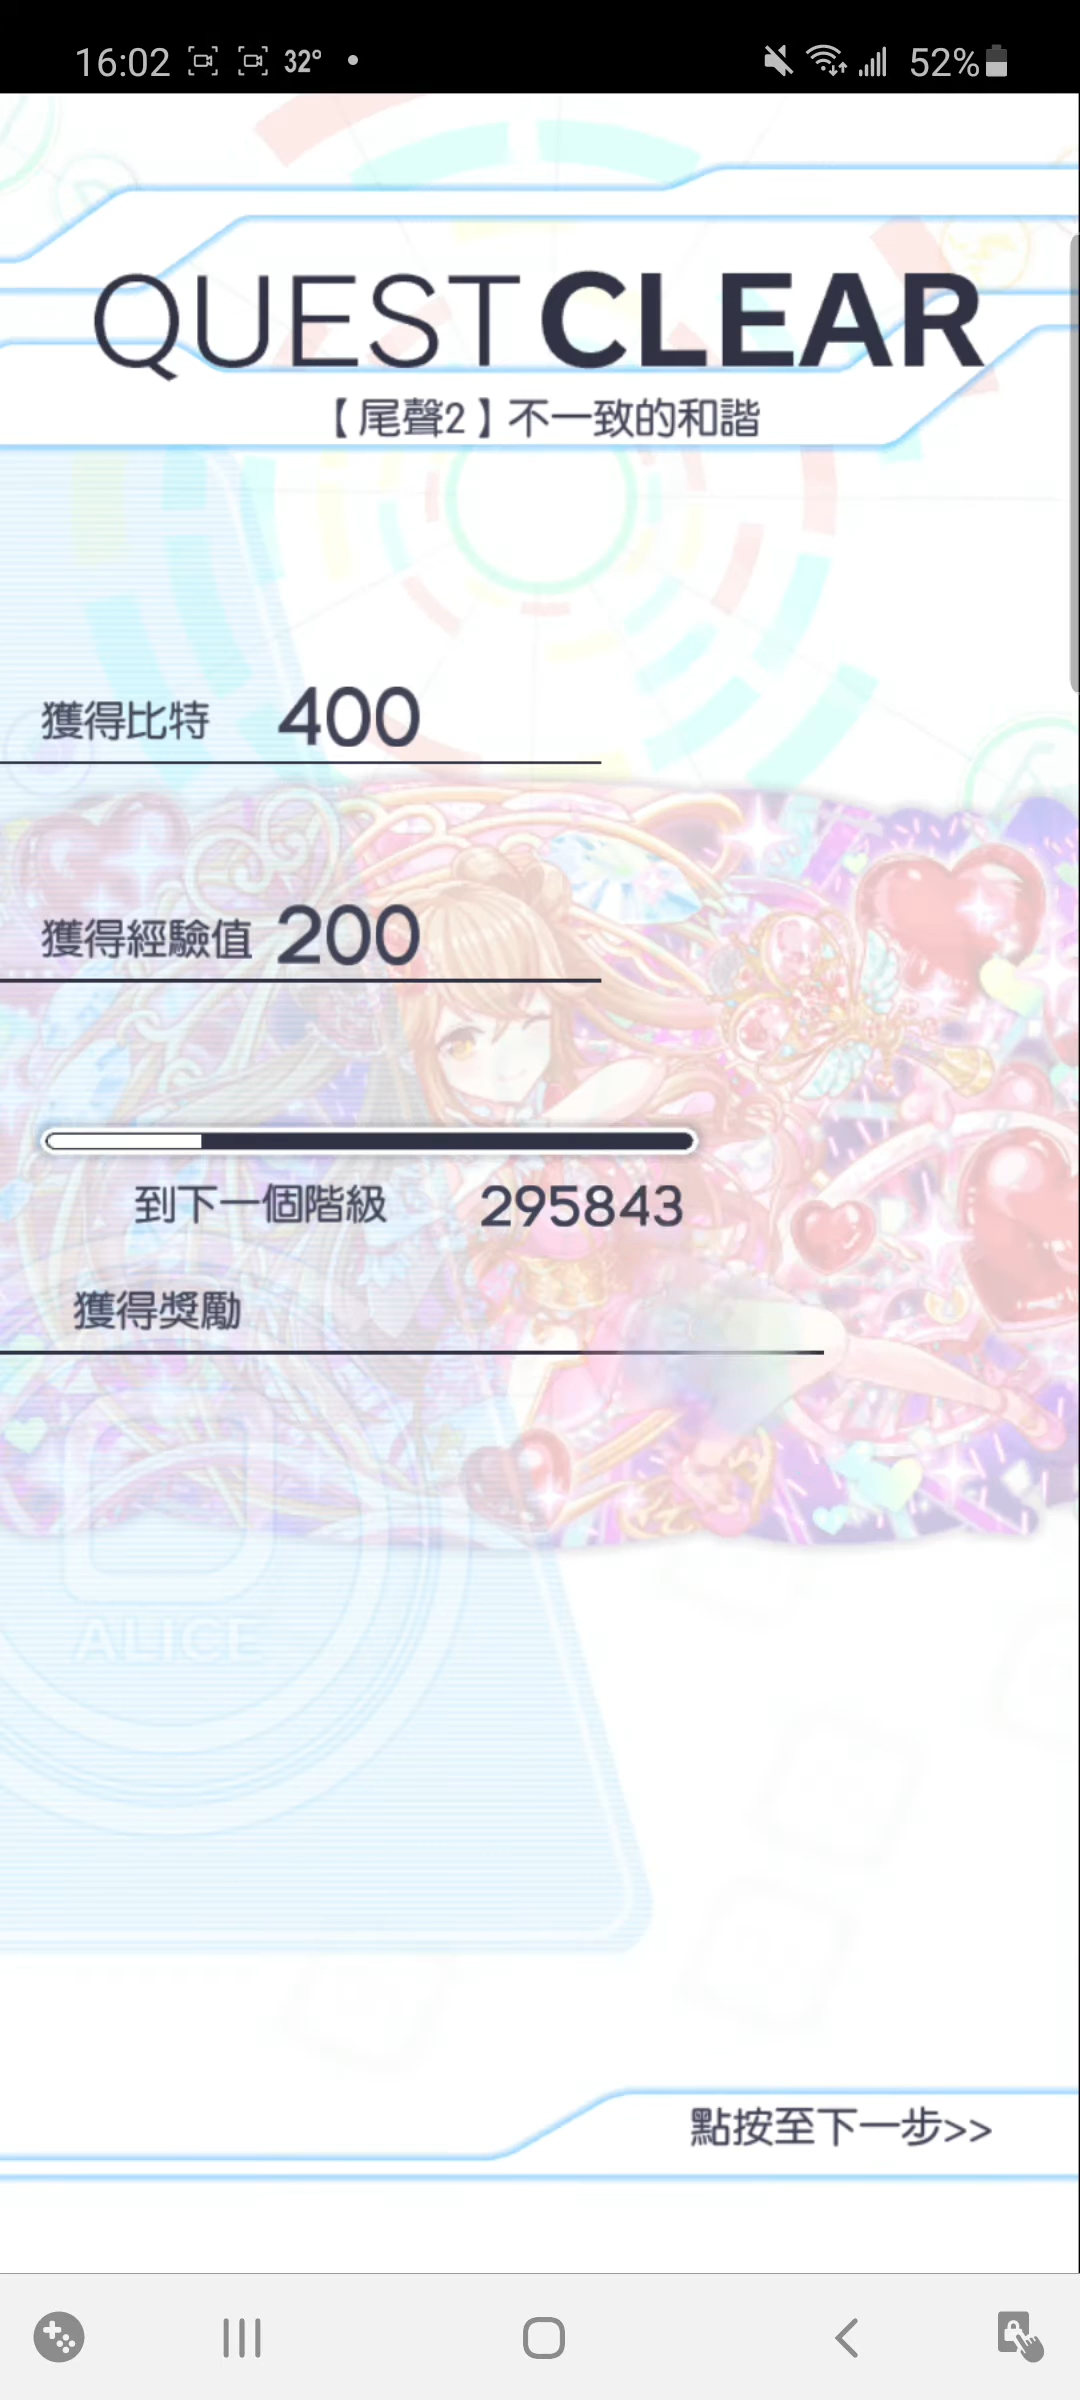 16:02 32° 52%
QUEST CLEAR
【尾聲2】不一致的和諧
獲得比特 400
獲得經驗值 200
到下一個階級 295843
獲得獎勵
ALICE
點按至下一步>>